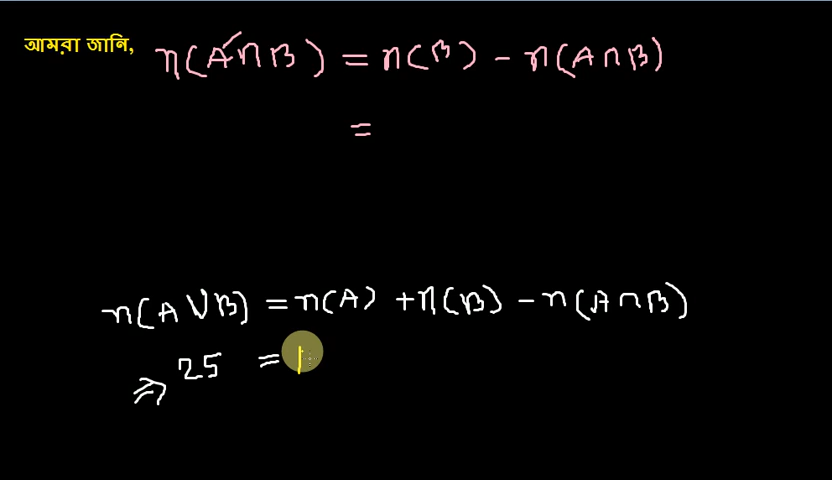 আমরা জানি, n(A′∩B) = n(B) - n(A∩B)
=
n(A∪B) = n(A) + n(B) - n(A∩B)
⇒ 25 =